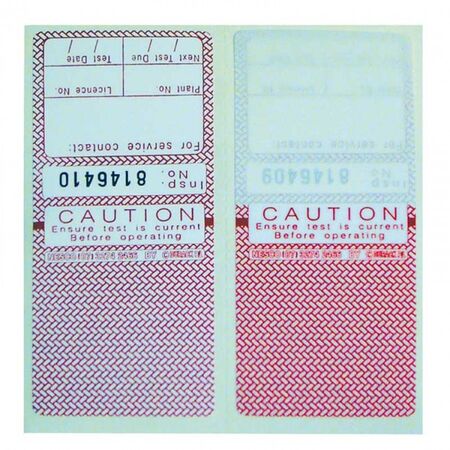 Insp. No. 8146410
For service contact:
Plant No. Licence No.
Next Test Due Test Date
/ / / /
CAUTION
Ensure test is current
Before operating
Insp. No. 8146409
For service contact:
CAUTION
Ensure test is current
Before operating